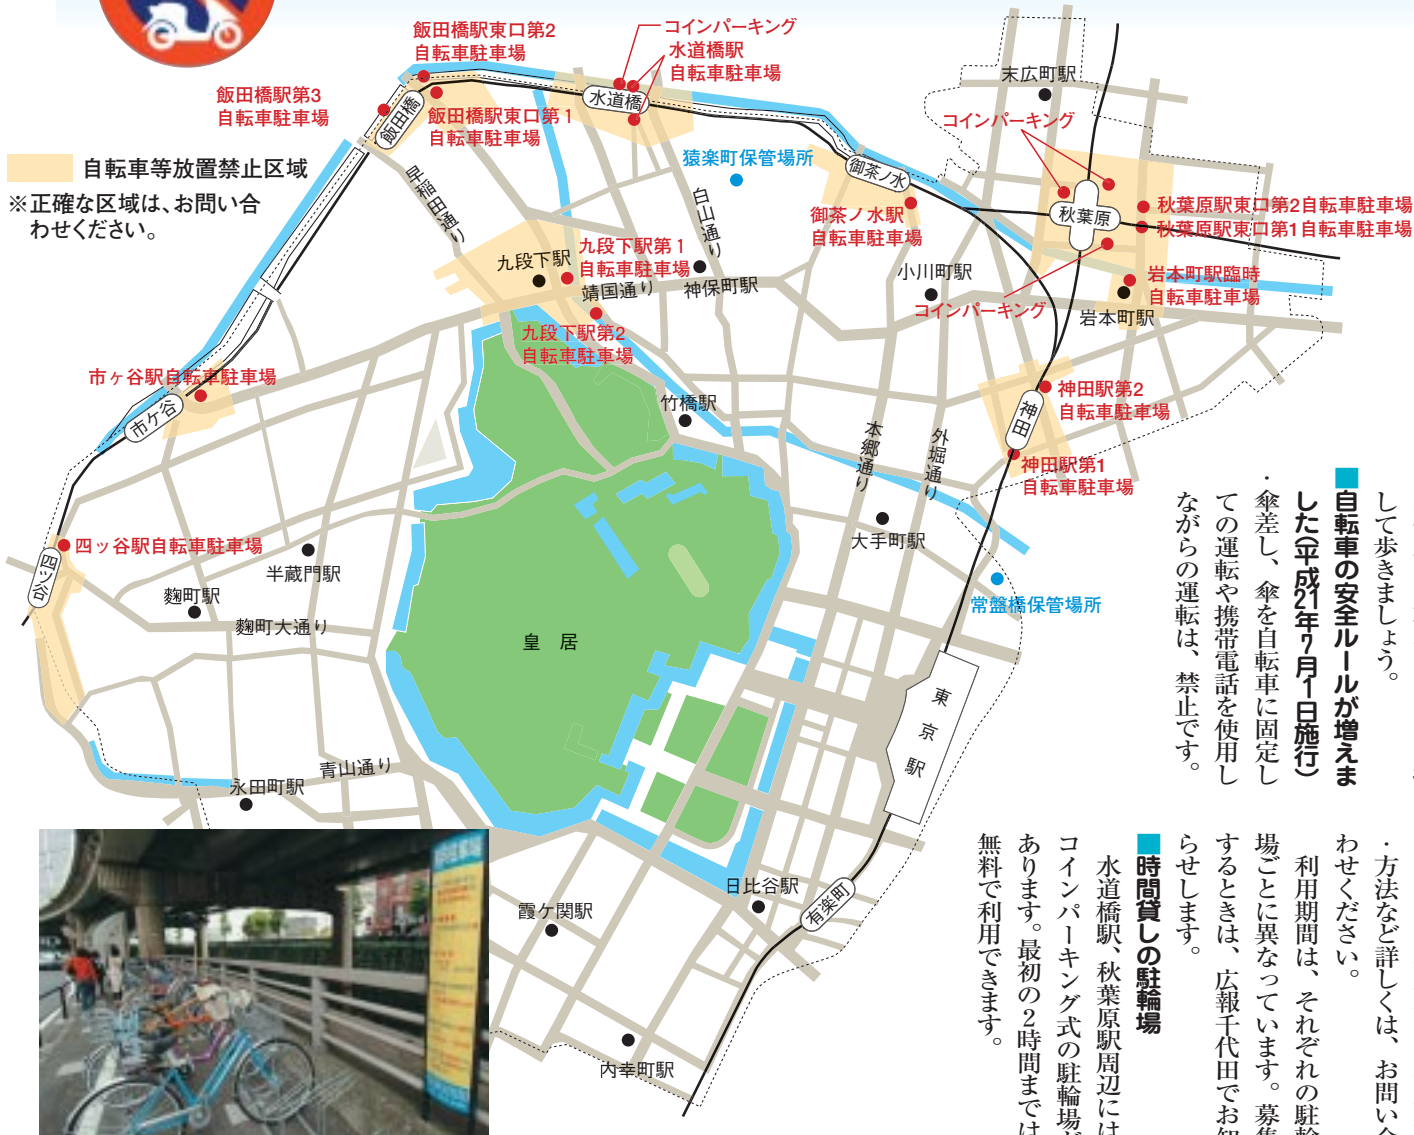 飯田橋駅東口第2
自転車駐車場
コインパーキング
水道橋駅
自転車駐車場
末広町駅
飯田橋駅第3
自転車駐車場
飯田橋
飯田橋駅東口第1
自転車駐車場
水道橋
コインパーキング
自転車等放置禁止区域
※正確な区域は、お問い合
わせください。
早稲田通り
猿楽町保管場所
白山通り
御茶ノ水
御茶ノ水駅
自転車駐車場
秋葉原
秋葉原駅東口第2自転車駐車場
秋葉原駅東口第1自転車駐車場
九段下駅
九段下駅第1
自転車駐車場
靖国通り
神保町駅
小川町駅
コインパーキング
岩本町駅臨時
自転車駐車場
岩本町駅
九段下駅第2
自転車駐車場
市ヶ谷駅自転車駐車場
市ケ谷
竹橋駅
本郷通り
外堀通り
神田
神田駅第2
自転車駐車場
神田駅第1
自転車駐車場
四ッ谷駅自転車駐車場
四ツ谷
半蔵門駅
麴町駅
麴町大通り
大手町駅
常盤橋保管場所
皇居
東京駅
青山通り
永田町駅
日比谷駅
有楽町
霞ケ関駅
内幸町駅
して歩きましょう。
■自転車の安全ルールが増えま
した(平成21年7月1日施行)
・傘差し、傘を自転車に固定し
ての運転や携帯電話を使用し
ながらの運転は、禁止です。
・方法など詳しくは、お問い合
わせください。
利用期間は、それぞれの駐輪
場ごとに異なっています。募集
するときは、広報千代田でお知
らせします。
■時間貸しの駐輪場
水道橋駅、秋葉原駅周辺には
コインパーキング式の駐輪場が
あります。最初の2時間までは
無料で利用できます。